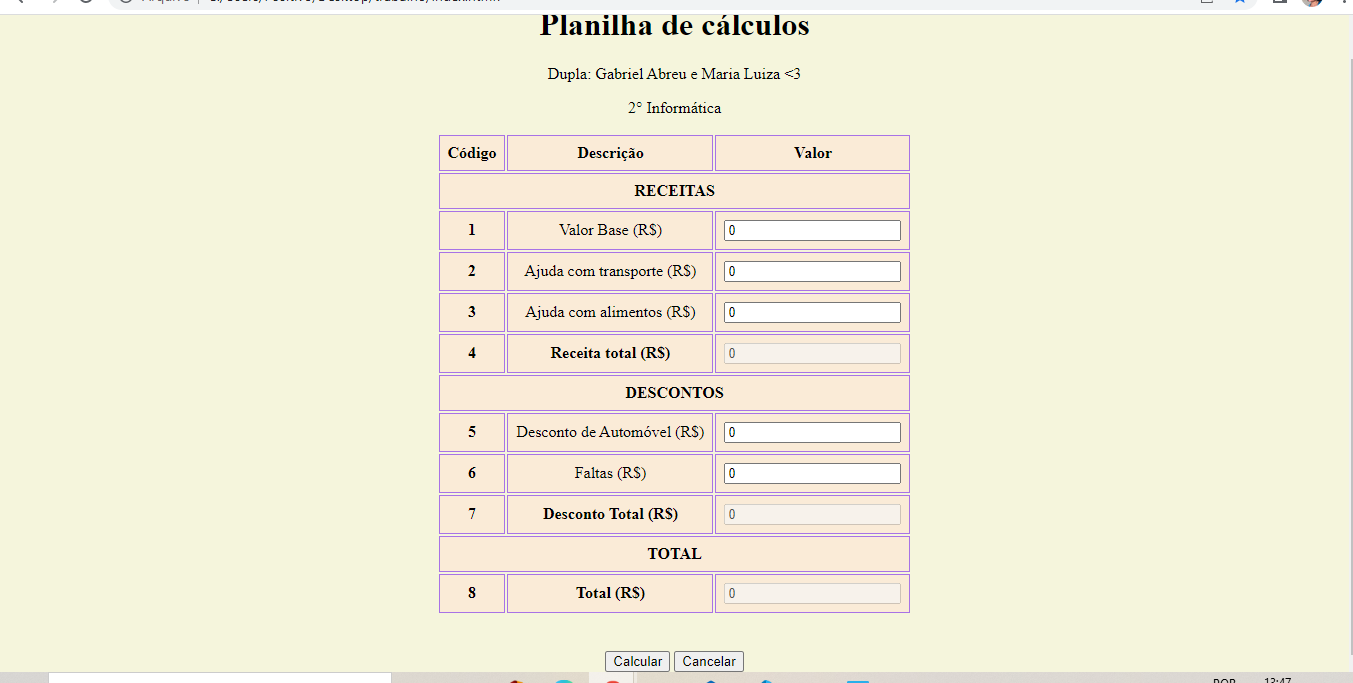 Planilha de cálculos
Dupla: Gabriel Abreu e Maria Luiza <3
2° Informática
Código Descrição Valor
RECEITAS
1 Valor Base (R$) 0
2 Ajuda com transporte (R$) 0
3 Ajuda com alimentos (R$) 0
4 Receita total (R$) 0
DESCONTOS
5 Desconto de Automóvel (R$) 0
6 Faltas (R$) 0
7 Desconto Total (R$) 0
TOTAL
8 Total (R$) 0
Calcular Cancelar